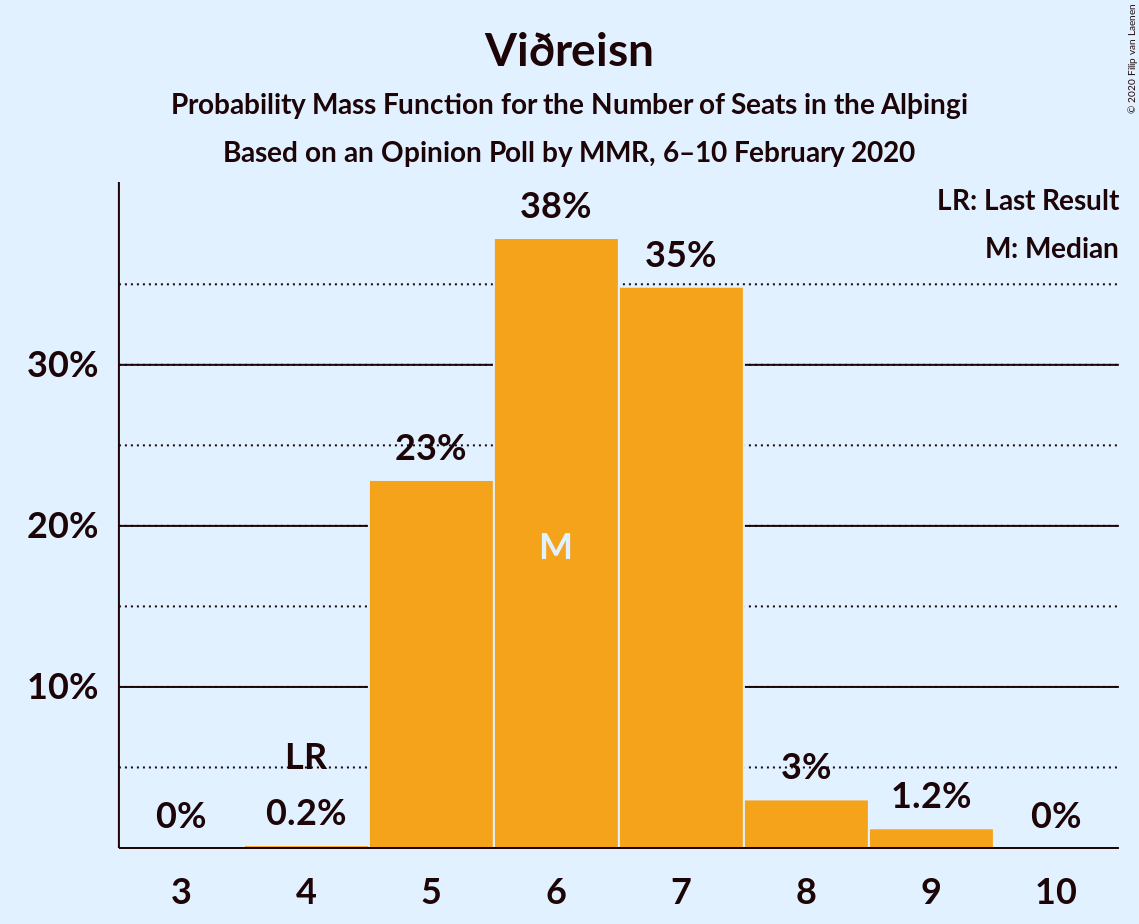 Viðreisn
Probability Mass Function for the Number of Seats in the Alþingi
Based on an Opinion Poll by MMR, 6–10 February 2020
© 2020 Filip van Laenen
LR: Last Result
M: Median
38%
35%
30%
23%
20%
M
10%
LR
3%
1.2%
0%
0.2%
0%
3 4 5 6 7 8 9 10